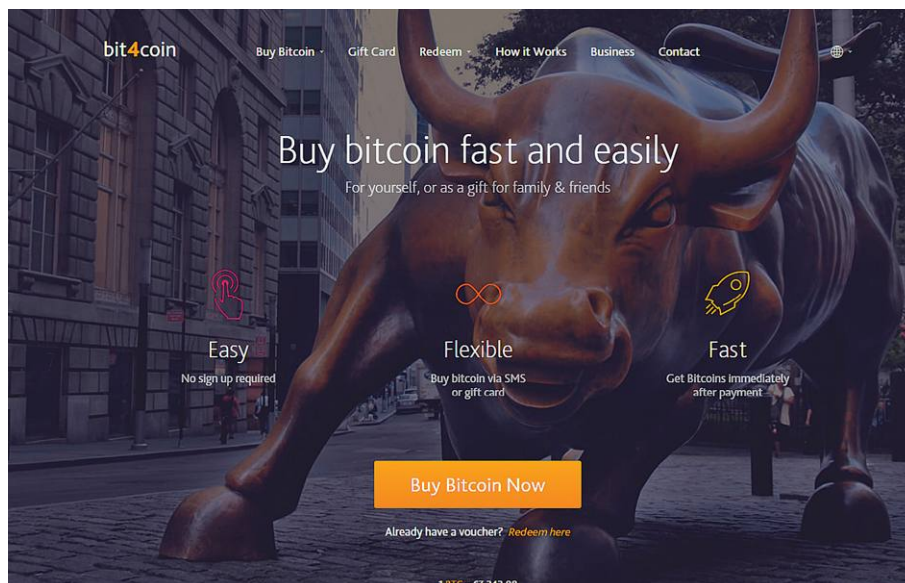 bit4coin
Buy Bitcoin
Gift Card
Redeem
How it Works
Business
Contact
Buy bitcoin fast and easily
For yourself, or as a gift for family & friends
Easy
No sign up required
Flexible
Buy bitcoin via SMS
or gift card
Fast
Get Bitcoins immediately
after payment
Buy Bitcoin Now
Already have a voucher? Redeem here